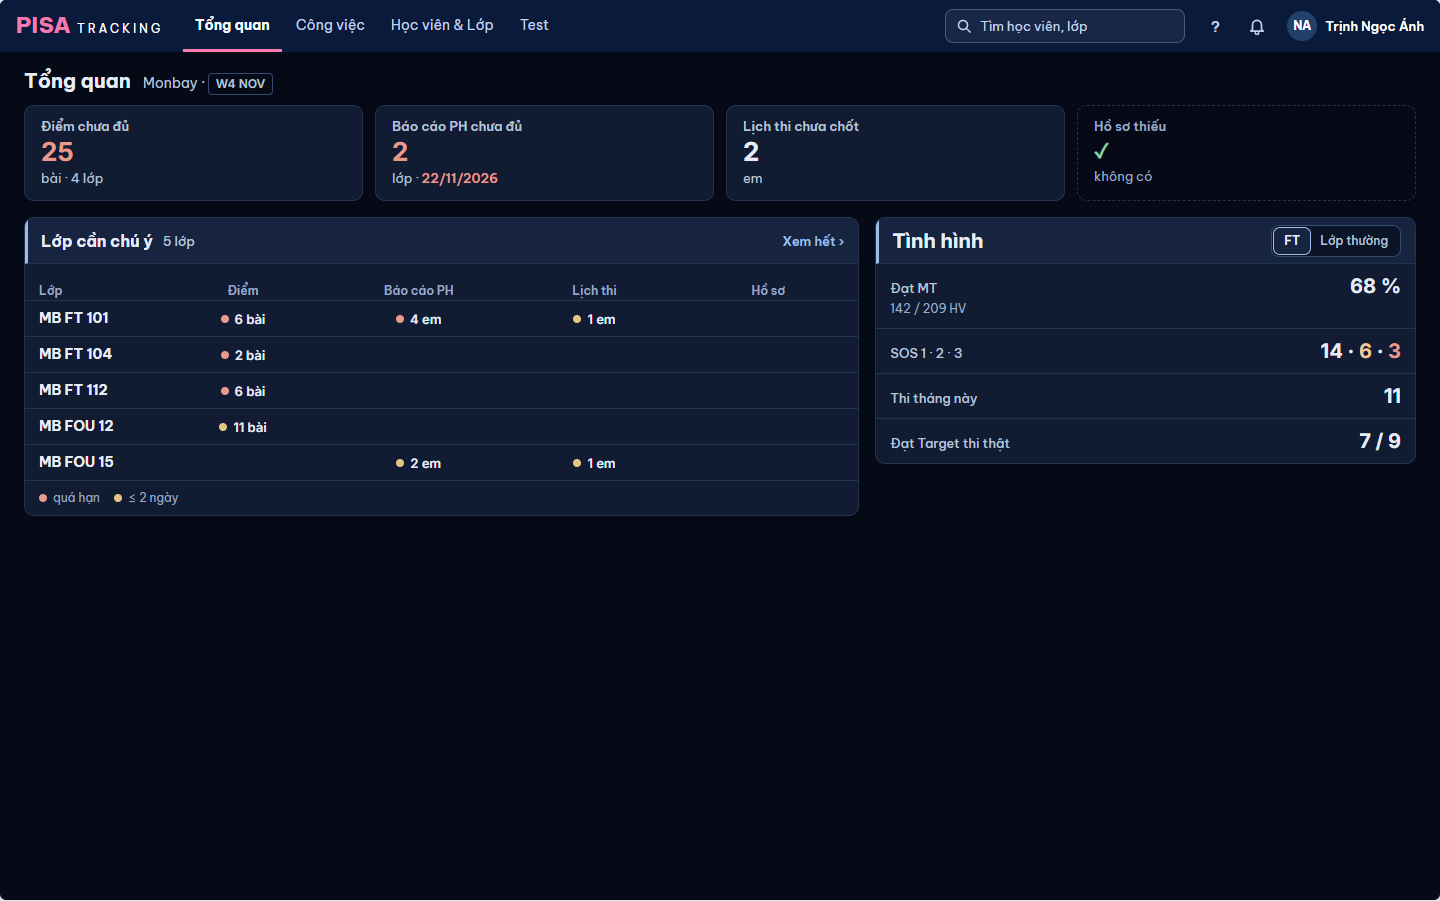 PISA TRACKING Tổng quan Công việc Học viên & Lớp Test Tìm học viên, lớp ? NA Trịnh Ngọc Ánh
Tổng quan Monbay · W4 NOV
Điểm chưa đủ
25
bài · 4 lớp
Báo cáo PH chưa đủ
2
lớp · 22/11/2026
Lịch thi chưa chốt
2
em
Hồ sơ thiếu
✓
không có
Lớp cần chú ý 5 lớp Xem hết ›
Lớp Điểm Báo cáo PH Lịch thi Hồ sơ
MB FT 101 6 bài 4 em 1 em
MB FT 104 2 bài
MB FT 112 6 bài
MB FOU 12 11 bài
MB FOU 15 2 em 1 em
quá hạn ≤ 2 ngày
Tình hình FT Lớp thường
Đạt MT 68 %
142 / 209 HV
SOS 1 · 2 · 3 14 · 6 · 3
Thi tháng này 11
Đạt Target thi thật 7 / 9